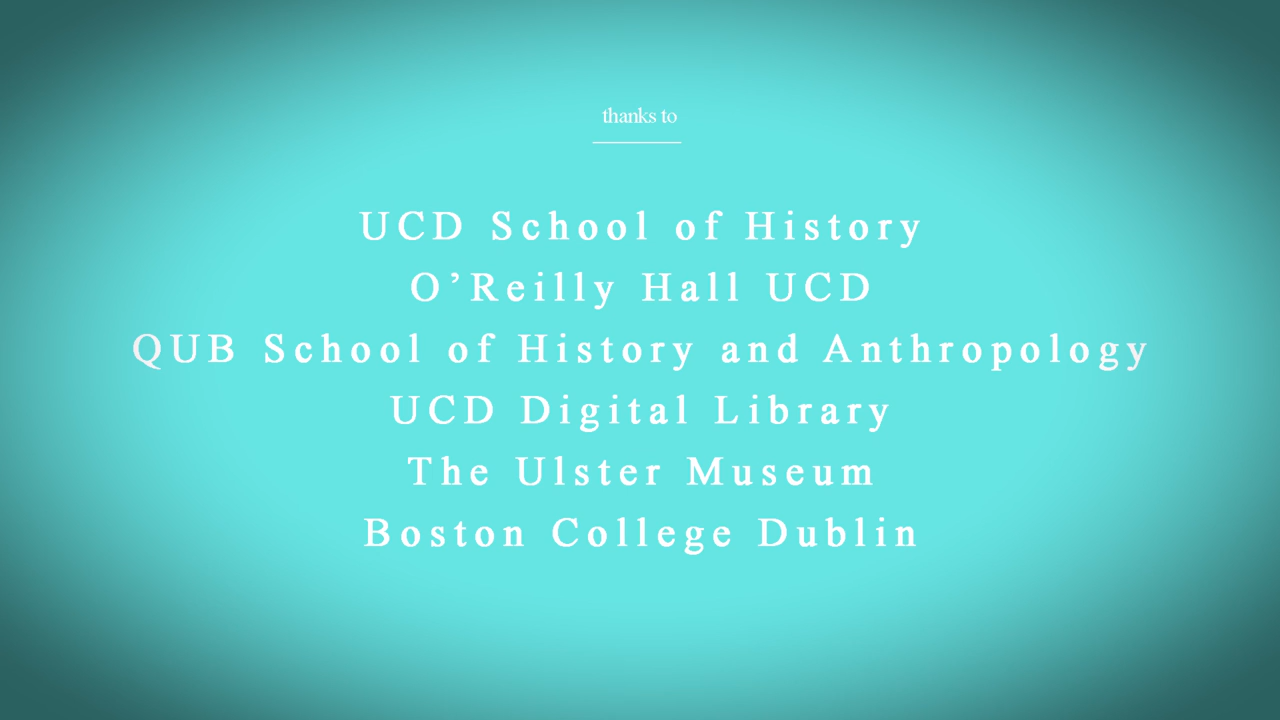 thanks to
UCD School of History
O’Reilly Hall UCD
QUB School of History and Anthropology
UCD Digital Library
The Ulster Museum
Boston College Dublin